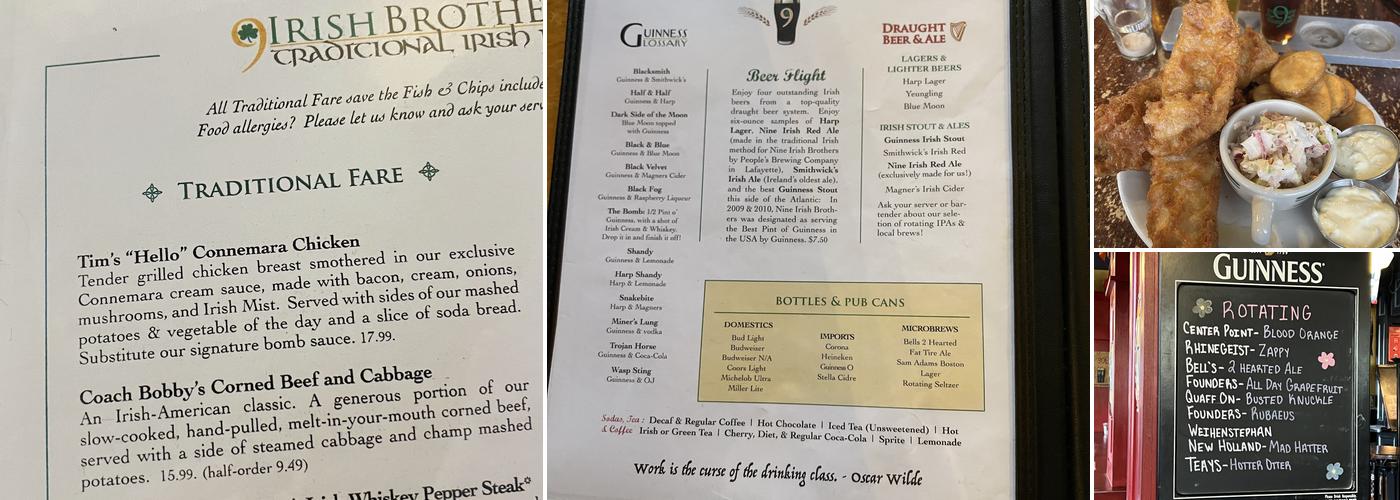 9 IRISH BROTHE
TRADITIONAL IRISH
All Traditional Fare save the Fish & Chips include
Food allergies? Please let us know and ask your serv
TRADITIONAL FARE
Tim's "Hello" Connemara Chicken
Tender grilled chicken breast smothered in our exclusive
Connemara cream sauce, made with bacon, cream, onions,
mushrooms, and Irish Mist. Served with sides of our mashed
potatoes & vegetable of the day and a slice of soda bread.
Substitute our signature bomb sauce. 17.99.
Coach Bobby's Corned Beef and Cabbage
An Irish-American classic. A generous portion of our
slow-cooked, hand-pulled, melt-in-your-mouth corned beef,
served with a side of steamed cabbage and champ mashed
potatoes. 15.99. (half-order 9.49)
Irish Whiskey Pepper Steak*
GUINNESS
GLOSSARY
Blacksmith
Guinness & Smithwick's
Half & Half
Guinness & Harp
Dark Side of the Moon
Blue Moon topped
with Guinness
Black & Blue
Guinness & Blue Moon
Black Velvet
Guinness & Magners Cider
Black Fog
Guinness & Raspberry Liqueur
The Bomb: 1/2 Pint o'
Guinness, with a shot of
Irish Cream & Whiskey.
Drop it in and finish it off!
Shandy
Guinness & Lemonade
Harp Shandy
Harp & Lemonade
Snakebite
Harp & Magners
Miner's Lung
Guinness & vodka
Trojan Horse
Guinness & Coca-Cola
Wasp Sting
Guinness & OJ
9
Beer Flight
Enjoy four outstanding Irish
beers from a top-quality
draught beer system. Enjoy
six-ounce samples of Harp
Lager, Nine Irish Red Ale
(made in the traditional Irish
method for Nine Irish Brothers
by People's Brewing Company
in Lafayette), Smithwick's
Irish Ale (Ireland's oldest ale),
and the best Guinness Stout
this side of the Atlantic: In
2009 & 2010, Nine Irish Broth-
ers was designated as serving
the Best Pint of Guinness in
the USA by Guinness. $7.50
DRAUGHT
BEER & ALE
LAGERS &
LIGHTER BEERS
Harp Lager
Yeungling
Blue Moon
IRISH STOUT & ALES
Guinness Irish Stout
Smithwick's Irish Red
Nine Irish Red Ale
(exclusively made for us!)
Magner's Irish Cider
Ask your server or bar-
tender about our selec-
tion of rotating IPAs &
local brews!
BOTTLES & PUB CANS
DOMESTICS
Bud Light
Budweiser
Budweiser N/A
Coors Light
Michelob Ultra
Miller Lite
IMPORTS
Corona
Heineken
Guinness O
Stella Cidre
MICROBREWS
Bells 2 Hearted
Fat Tire Ale
Sam Adams Boston
Lager
Rotating Seltzer
Sodas, Tea : Decaf & Regular Coffee | Hot Chocolate | Iced Tea (Unsweetened) | Hot
& Coffee Irish or Green Tea | Cherry, Diet, & Regular Coca-Cola | Sprite | Lemonade
Work is the curse of the drinking class. - Oscar Wilde
9
GUINNESS
ROTATING
CENTER POINT- BLOOD ORANGE
RHINEGEIST- ZAPPY
BELL'S- 2 HEARTED ALE
FOUNDERS- ALL DAY GRAPEFRUIT
QUAFF ON- BUSTED KNUCKLE
FOUNDERS- RUBAEUS
WEIHENSTEPHAN
NEW HOLLAND- MAD HATTER
TEAYS- HOTTER OTTER